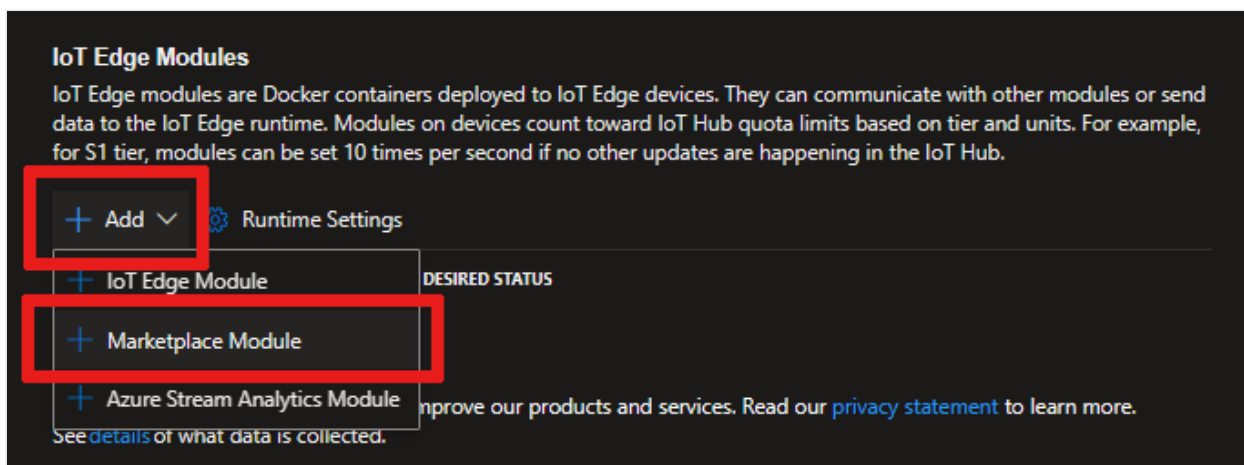 IoT Edge Modules
IoT Edge modules are Docker containers deployed to IoT Edge devices. They can communicate with other modules or send
data to the IoT Edge runtime. Modules on devices count toward IoT Hub quota limits based on tier and units. For example,
for S1 tier, modules can be set 10 times per second if no other updates are happening in the IoT Hub.
+ Add Runtime Settings
+ IoT Edge Module DESIRED STATUS
+ Marketplace Module
+ Azure Stream Analytics Module improve our products and services. Read our privacy statement to learn more.
See details of what data is collected.